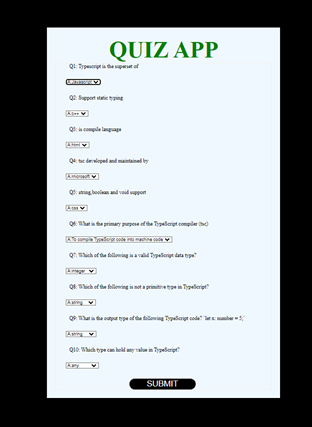 QUIZ APP
Q1: Typescript is the superset of
A:Javascript
Q2: Support static typing
A:c++
Q3: is compile language
A:html
Q4: tsc developed and maintained by
A:microsoft
Q5: string,boolean and void support
A:css
Q6: What is the primary purpose of the TypeScript compiler (tsc)
A:To compile TypeScript code into machine code
Q7: Which of the following is a valid TypeScript data type?
A:integer
Q8: Which of the following is not a primitive type in TypeScript?
A:string
Q9: What is the output type of the following TypeScript code? `let x: number = 5;`
A:string
Q10: Which type can hold any value in TypeScript?
A:any
SUBMIT